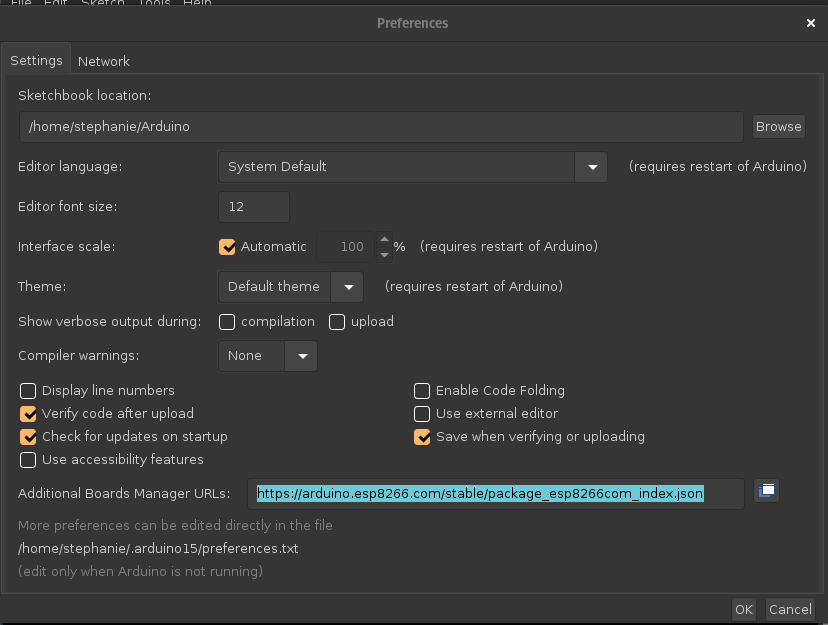 File Edit Sketch Tools Help
Preferences
Settings Network
Sketchbook location:
/home/stephanie/Arduino Browse
Editor language: System Default (requires restart of Arduino)
Editor font size: 12
Interface scale: Automatic 100 % (requires restart of Arduino)
Theme: Default theme (requires restart of Arduino)
Show verbose output during: compilation upload
Compiler warnings: None
Display line numbers Enable Code Folding
Verify code after upload Use external editor
Check for updates on startup Save when verifying or uploading
Use accessibility features
Additional Boards Manager URLs: https://arduino.esp8266.com/stable/package_esp8266com_index.json
More preferences can be edited directly in the file
/home/stephanie/.arduino15/preferences.txt
(edit only when Arduino is not running)
OK Cancel